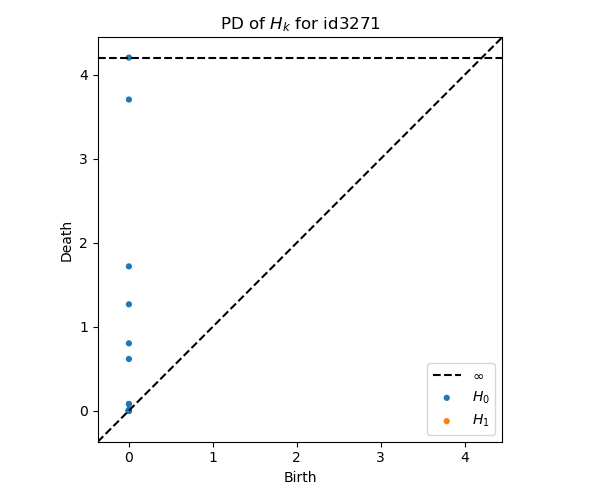 PD of $H_k$ for id3271
4
3
2
1
0
Death
0 1 2 3 4
Birth
∞
$H_0$
$H_1$